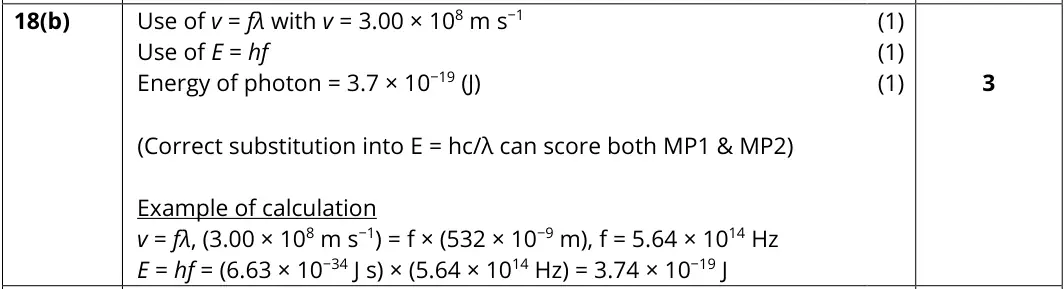 18(b) Use of v = fλ with v = 3.00 × 10⁸ m s⁻¹ (1)
Use of E = hf (1)
Energy of photon = 3.7 × 10⁻¹⁹ (J) (1) 3
(Correct substitution into E = hc/λ can score both MP1 & MP2)
Example of calculation
v = fλ, (3.00 × 10⁸ m s⁻¹) = f × (532 × 10⁻⁹ m), f = 5.64 × 10¹⁴ Hz
E = hf = (6.63 × 10⁻³⁴ J s) × (5.64 × 10¹⁴ Hz) = 3.74 × 10⁻¹⁹ J